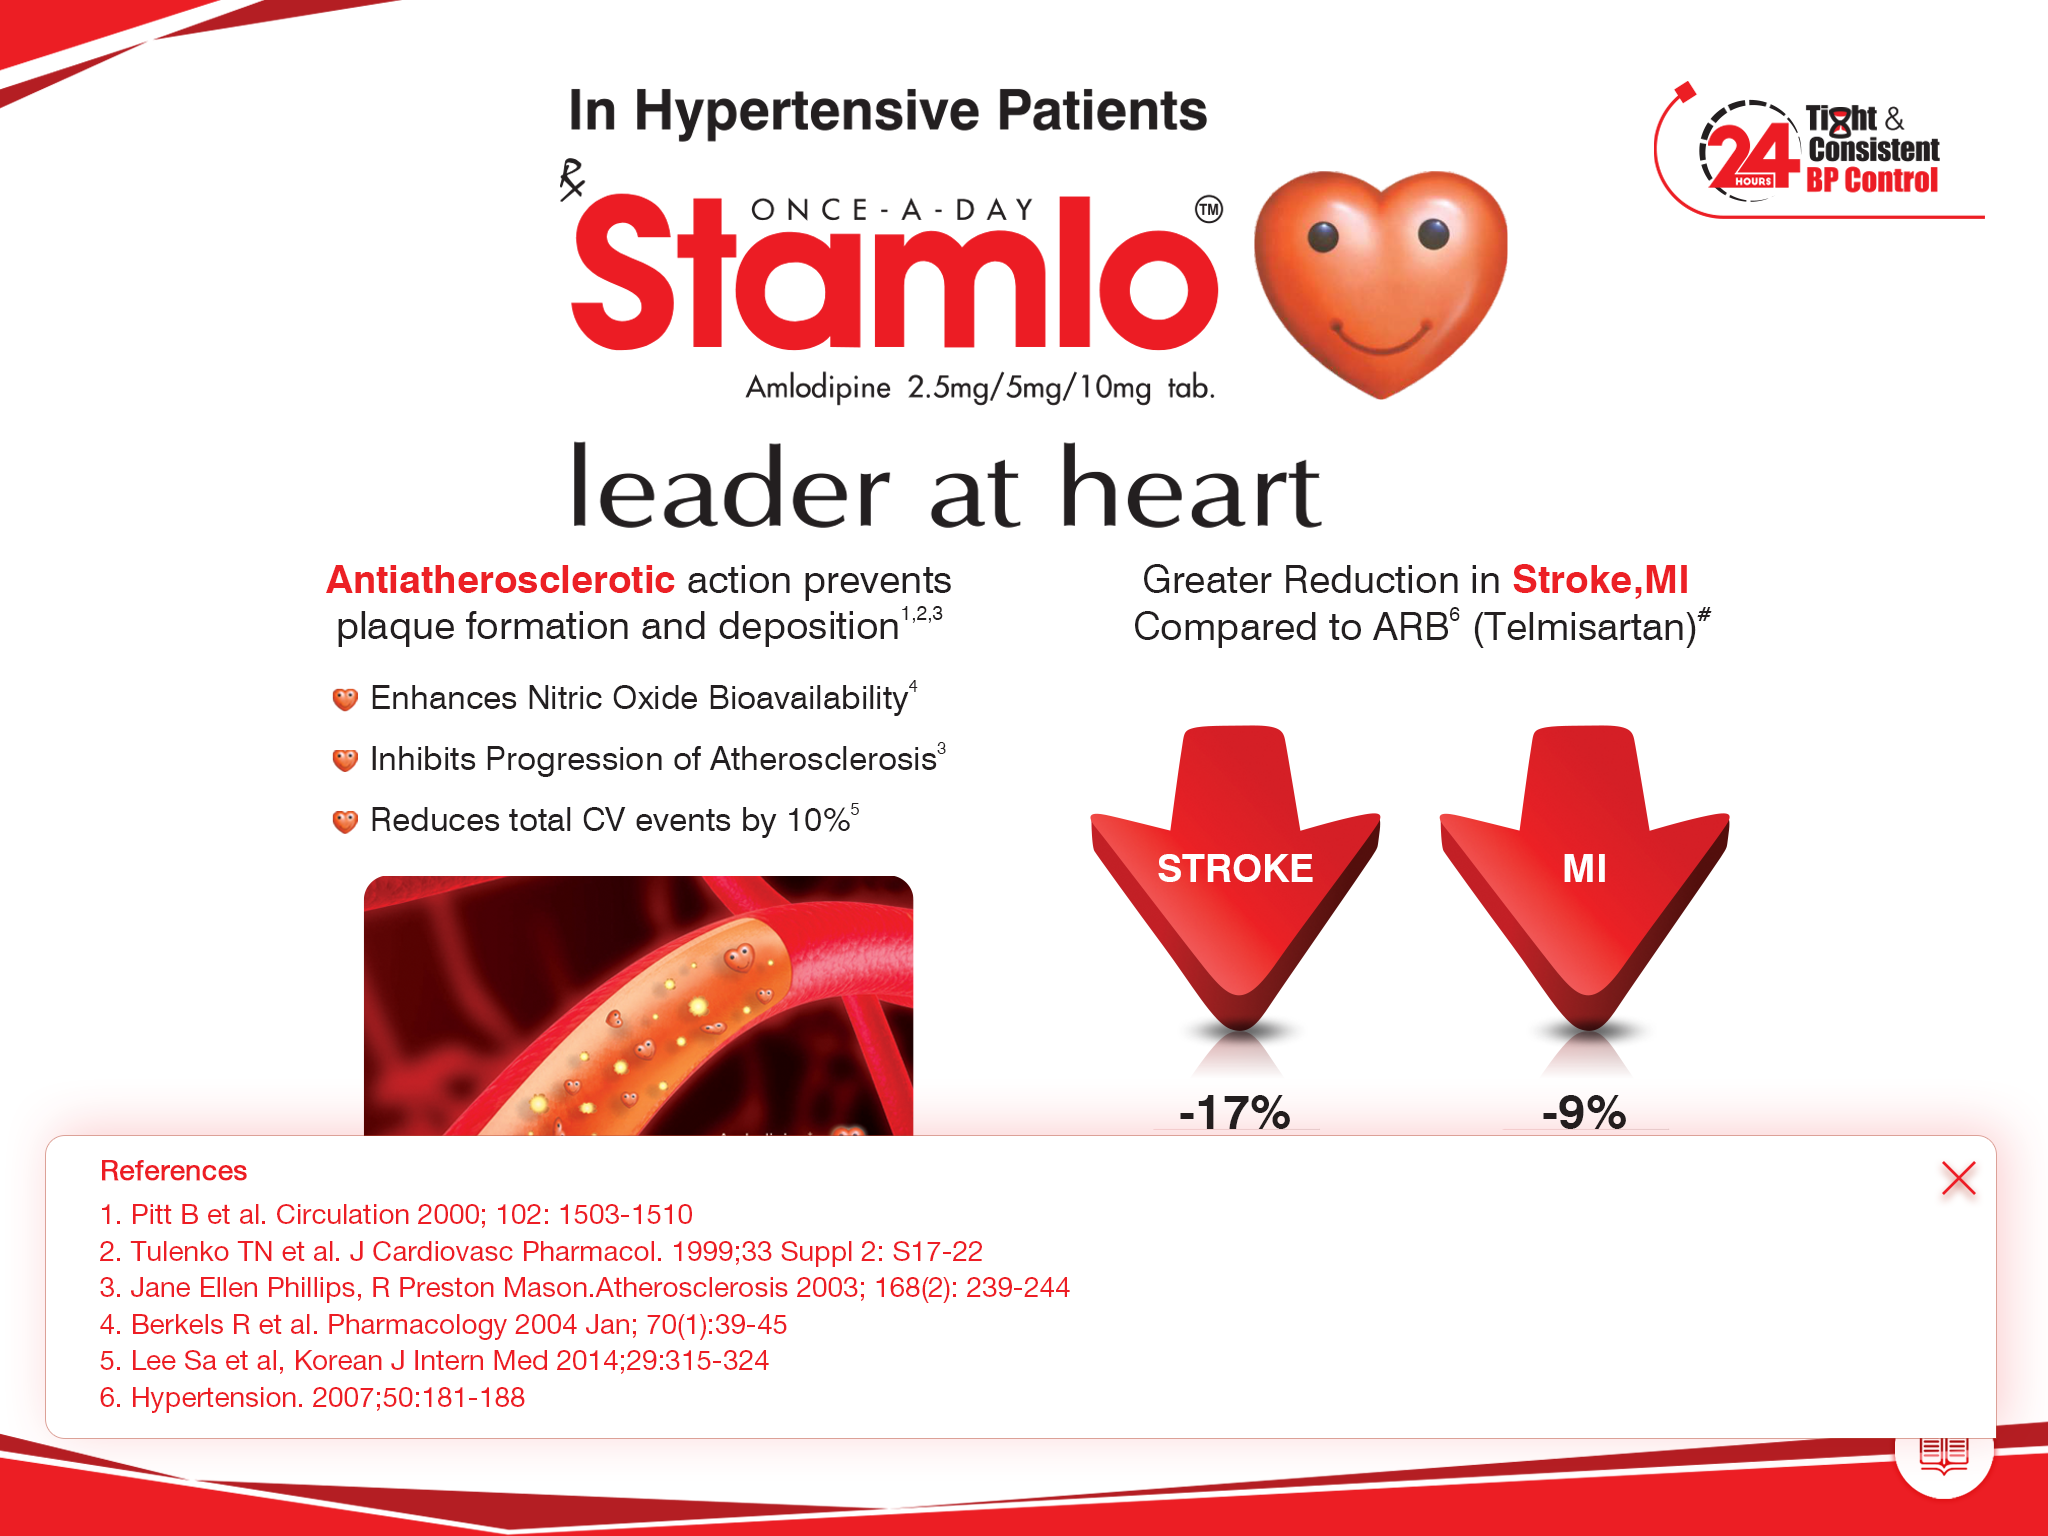 In Hypertensive Patients
24 HOURS
Tight &
Consistent
BP Control
Rx
ONCE-A-DAY
Stamlo TM
Amlodipine 2.5mg/5mg/10mg tab.
leader at heart
Antiatherosclerotic action prevents
plaque formation and deposition1,2,3
Enhances Nitric Oxide Bioavailability4
Inhibits Progression of Atherosclerosis3
Reduces total CV events by 10%5
Greater Reduction in Stroke,MI
Compared to ARB6 (Telmisartan)#
STROKE
MI
-17%
-9%
References
1. Pitt B et al. Circulation 2000; 102: 1503-1510
2. Tulenko TN et al. J Cardiovasc Pharmacol. 1999;33 Suppl 2: S17-22
3. Jane Ellen Phillips, R Preston Mason.Atherosclerosis 2003; 168(2): 239-244
4. Berkels R et al. Pharmacology 2004 Jan; 70(1):39-45
5. Lee Sa et al, Korean J Intern Med 2014;29:315-324
6. Hypertension. 2007;50:181-188